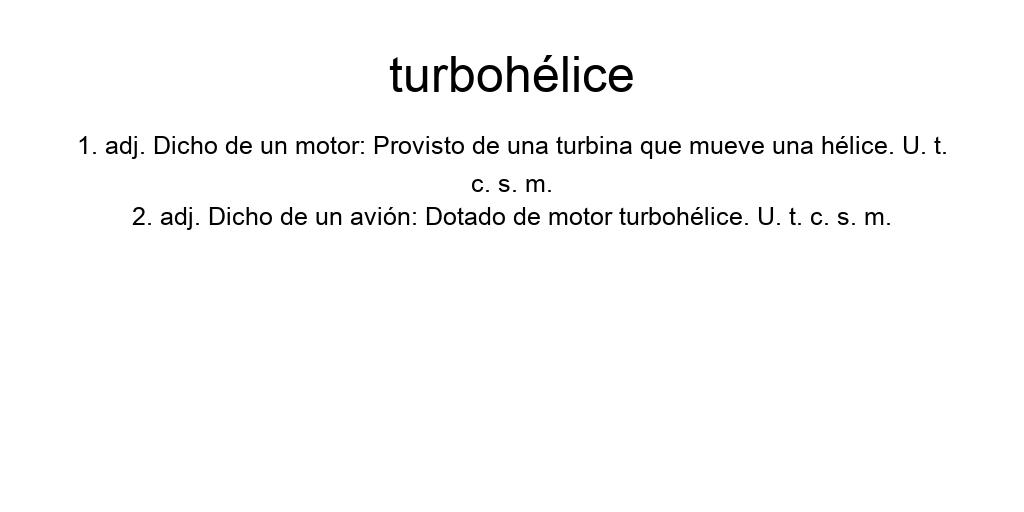 turbohélice
1. adj. Dicho de un motor: Provisto de una turbina que mueve una hélice. U. t.
c. s. m.
2. adj. Dicho de un avión: Dotado de motor turbohélice. U. t. c. s. m.